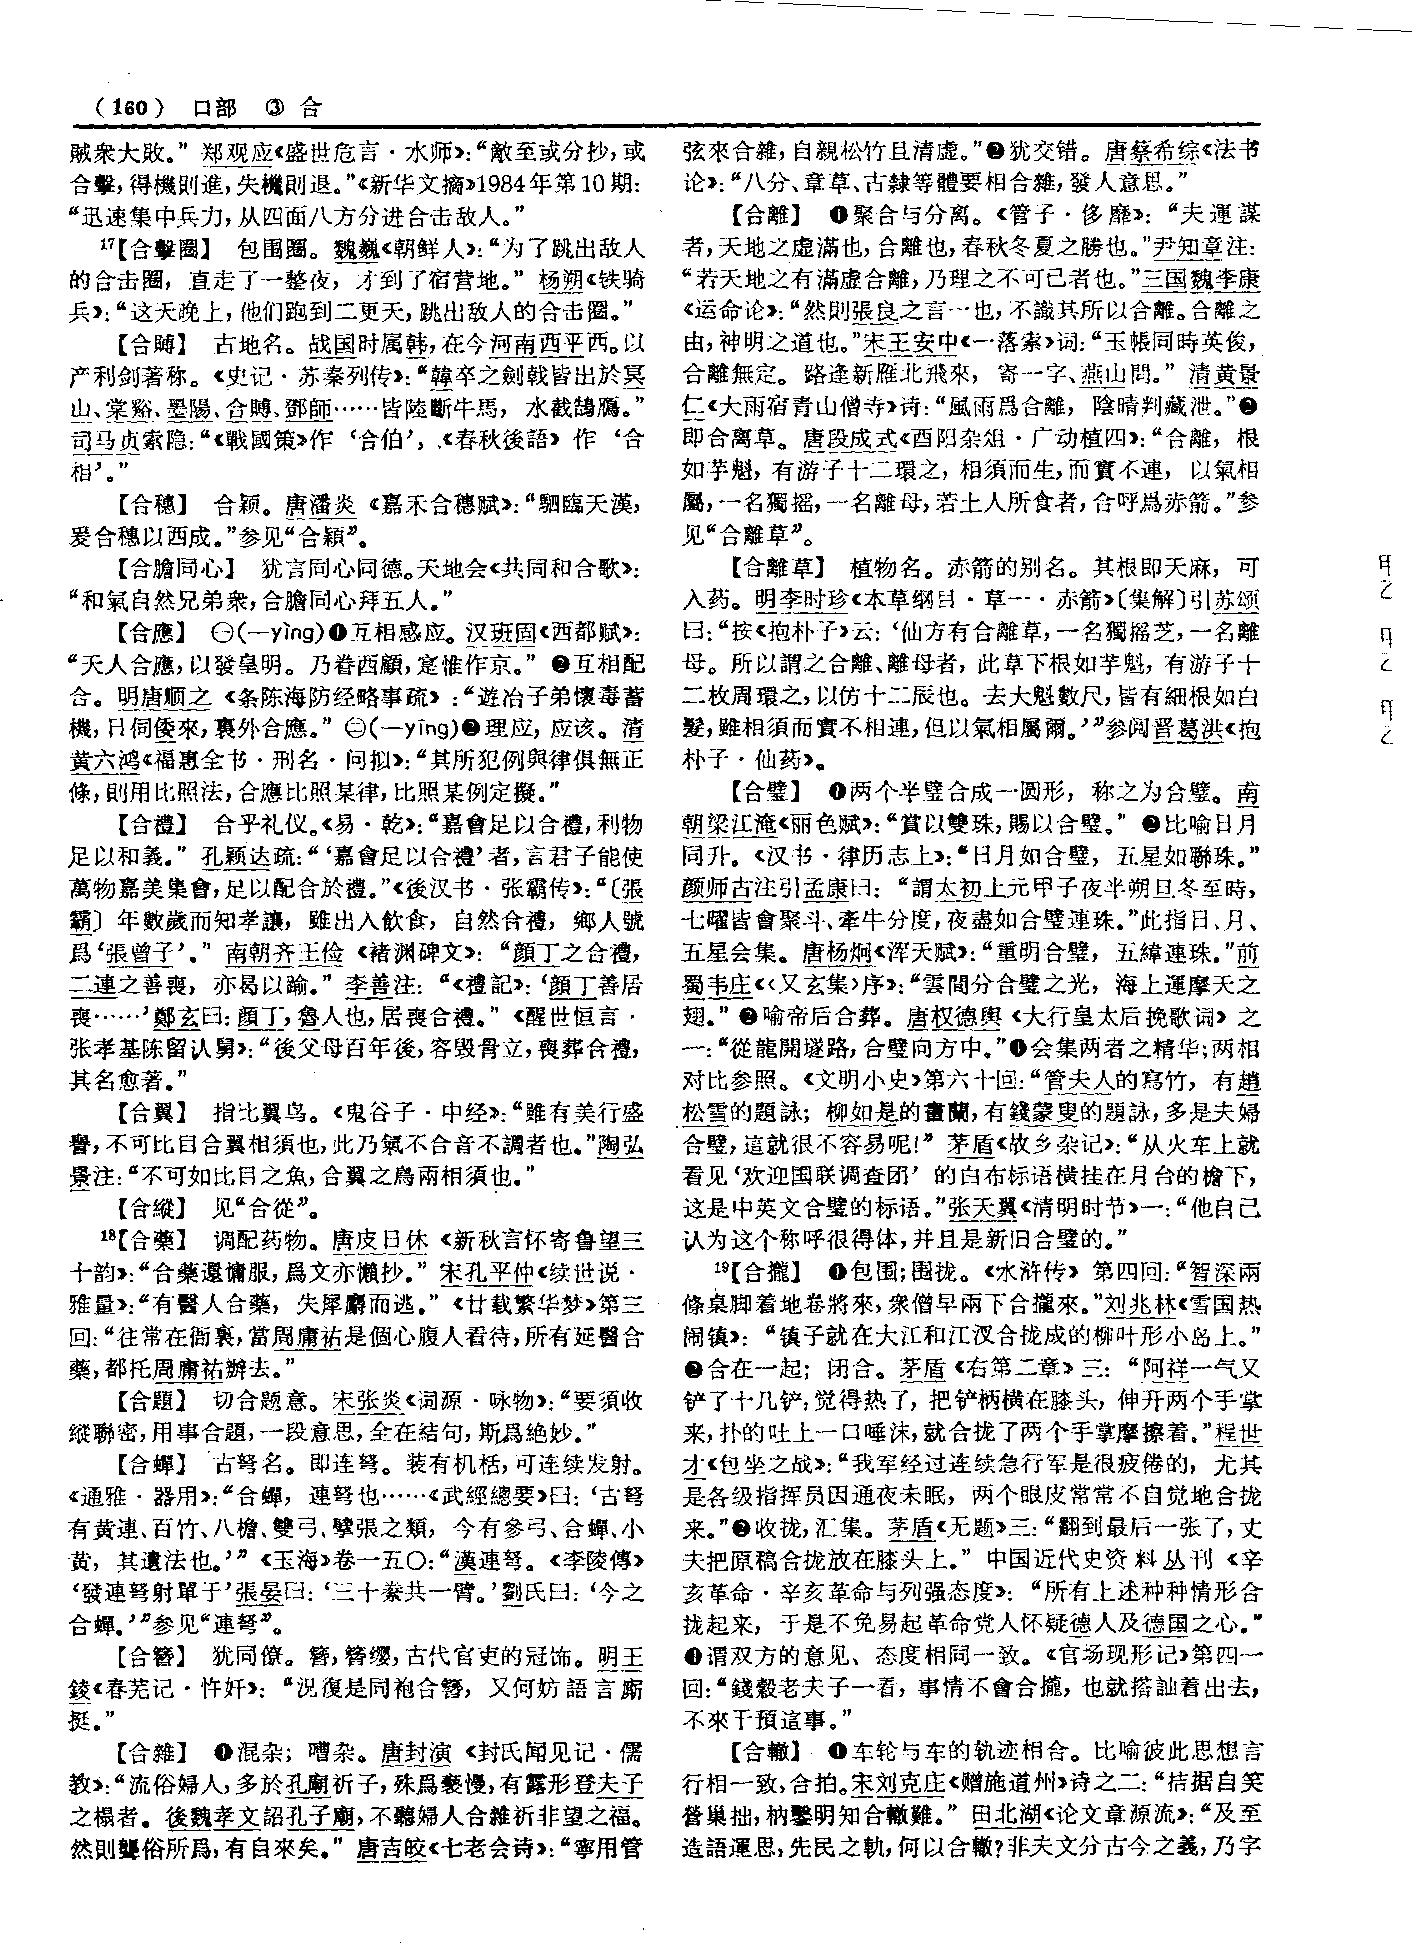 （160） 口部 ③ 合
賊衆大敗。” 郑观应《盛世危言·水师》：“敵至或分抄，或
合擊，得機則進，失機則退。”《新华文摘》1984年第10期：
“迅速集中兵力，从四面八方分进合击敌人。”
17【合擊圈】 包围圈。魏巍《朝鲜人》：“为了跳出敌人
的合击圈，直走了一整夜，才到了宿营地。” 杨朔《铁骑
兵》：“这天晚上，他们跑到二更天，跳出敌人的合击圈。”
【合賻】 古地名。战国时属韩，在今河南西平西。以
产利剑著称。《史记·苏秦列传》：“韓卒之劍戟皆出於冥
山、棠谿、墨陽、合賻、鄧師……皆陸斷牛馬，水截鵠鴈。”
司马贞索隐：“《戰國策》作‘合伯’，《春秋後語》作‘合
相’。”
【合穗】 合颖。唐潘炎《嘉禾合穗赋》：“駟臨天漢，
爰合穗以西成。”参见“合穎”。
【合膽同心】 犹言同心同德。天地会《共同和合歌》：
“和氣自然兄弟衆，合膽同心拜五人。”
【合應】 ㊀(—yìng)❶互相感应。汉班固《西都赋》：
“天人合應，以發皇明。乃眷西顧，寔惟作京。” ❷互相配
合。明唐顺之《条陈海防经略事疏》：“遊冶子弟懷毒蓄
機，日伺倭來，裏外合應。” ㊁(—yīng)❷理应，应该。清
黄六鸿《福惠全书·刑名·问拟》：“其所犯例與律俱無正
條，則用比照法，合應比照某律，比照某例定擬。”
【合禮】 合乎礼仪。《易·乾》：“嘉會足以合禮，利物
足以和義。” 孔颖达疏：“‘嘉會足以合禮’者，言君子能使
萬物嘉美集會，足以配合於禮。”《後汉书·张霸传》：“〔張
霸〕年數歲而知孝讓，雖出入飲食，自然合禮，鄉人號
爲‘張曾子’。” 南朝齐王俭《褚渊碑文》：“顔丁之合禮，
二連之善喪，亦曷以踰。” 李善注：“《禮記》：‘顔丁善居
喪……’鄭玄曰：顔丁，魯人也，居喪合禮。”《醒世恒言·
张孝基陈留认舅》：“後父母百年後，容毁骨立，喪葬合禮，
其名愈著。”
【合翼】 指比翼鸟。《鬼谷子·中经》：“雖有美行盛
譽，不可比目合翼相須也，此乃氣不合音不調者也。”陶弘
景注：“不可如比目之魚，合翼之鳥兩相須也。”
【合縱】 见“合從”。
18【合藥】 调配药物。唐皮日休《新秋言怀寄鲁望三
十韵》：“合藥還慵服，爲文亦懶抄。” 宋孔平仲《续世说·
雅量》：“有醫人合藥，失犀麝而逃。”《廿载繁华梦》第三
回：“往常在衙裏，當周庸祐是個心腹人看待，所有延醫合
藥，都托周庸祐辦去。”
【合題】 切合题意。宋张炎《词源·咏物》：“要須收
縱聯密，用事合題，一段意思，全在結句，斯爲絶妙。”
【合蟬】 古弩名。即连弩。装有机栝，可连续发射。
《通雅·器用》：“合蟬，連弩也……《武經總要》曰：‘古弩
有黄連、百竹、八檐、雙弓、擘張之類，今有參弓、合蟬、小
黄，其遺法也。’”《玉海》卷一五〇：“漢連弩。《李陵傳》
‘發連弩射單于’張晏曰：‘三十絭共一臂。’劉氏曰：‘今之
合蟬。’”参见“連弩”。
【合簪】 犹同僚。簪，簪缨，古代官吏的冠饰。明王
錂《春芜记·忤奸》：“况復是同袍合簪，又何妨語言厮
挺。”
【合雜】 ❶混杂；嘈杂。唐封演《封氏闻见记·儒
教》：“流俗婦人，多於孔廟祈子，殊爲褻慢，有露形登夫子
之榻者。後魏孝文詔孔子廟，不聽婦人合雜祈非望之福。
然則聾俗所爲，有自來矣。” 唐吉皎《七老会诗》：“寧用管
弦來合雜，自親松竹且清虚。”❷犹交错。唐蔡希综《法书
论》：“八分、章草、古隸等體要相合雜，發人意思。”
【合離】 ❶聚合与分离。《管子·侈靡》：“夫運謀
者，天地之虚滿也，合離也，春秋冬夏之勝也。”尹知章注：
“若天地之有滿虚合離，乃理之不可已者也。”三国魏李康
《运命论》：“然則張良之言一也，不識其所以合離。合離之
由，神明之道也。”宋王安中《一落索》词：“玉帳同時英俊，
合離無定。路逢新雁北飛來，寄一字、燕山問。” 清黄景
仁《大雨宿青山僧寺》诗：“風雨爲合離，陰晴判藏泄。”❷
即合离草。唐段成式《酉阳杂俎·广动植四》：“合離，根
如芋魁，有游子十二環之，相須而生，而實不連，以氣相
屬，一名獨摇，一名離母，若土人所食者，合呼爲赤箭。”参
见“合離草”。
【合離草】 植物名。赤箭的别名。其根即天麻，可
入药。明李时珍《本草纲目·草一·赤箭》〔集解〕引苏颂
曰：“按《抱朴子》云：‘仙方有合離草，一名獨摇芝，一名離
母。所以謂之合離、離母者，此草下根如芋魁，有游子十
二枚周環之，以仿十二辰也。去大魁數尺，皆有細根如白
髮，雖相須而實不相連，但以氣相屬爾。’”参阅晋葛洪《抱
朴子·仙药》。
【合璧】 ❶两个半璧合成一圆形，称之为合璧。南
朝梁江淹《丽色赋》：“賞以雙珠，賜以合璧。” ❷比喻日月
同升。《汉书·律历志上》：“日月如合璧，五星如聯珠。”
颜师古注引孟康曰：“謂太初上元甲子夜半朔旦冬至時，
七曜皆會聚斗、牽牛分度，夜盡如合璧連珠。”此指日、月、
五星会集。唐杨炯《浑天赋》：“重明合璧，五緯連珠。”前
蜀韦庄《〈又玄集〉序》：“雲間分合璧之光，海上運摩天之
翅。” ❷喻帝后合葬。唐权德舆《大行皇太后挽歌词》之
一：“從龍開隧路，合璧向方中。”❶会集两者之精华；两相
对比参照。《文明小史》第六十回：“管夫人的寫竹，有趙
松雪的題詠；柳如是的畫蘭，有錢蒙叟的題詠，多是夫婦
合璧，這就很不容易呢！” 茅盾《故乡杂记》：“从火车上就
看见‘欢迎国联调查团’的白布标语横挂在月台的檐下，
这是中英文合璧的标语。”张天翼《清明时节》一：“他自己
认为这个称呼很得体，并且是新旧合璧的。”
19【合攏】 ❶包围；围拢。《水浒传》第四回：“智深兩
條桌脚着地卷將來，衆僧早兩下合攏來。”刘兆林《雪国热
闹镇》：“镇子就在大江和江汊合拢成的柳叶形小岛上。”
❷合在一起；闭合。茅盾《右第二章》三：“阿祥一气又
铲了十几铲，觉得热了，把铲柄横在膝头，伸开两个手掌
来，扑的吐上一口唾沫，就合拢了两个手掌摩擦着。”程世
才《包坐之战》：“我军经过连续急行军是很疲倦的，尤其
是各级指挥员因通夜未眠，两个眼皮常常不自觉地合拢
来。”❷收拢，汇集。茅盾《无题》三：“翻到最后一张了，丈
夫把原稿合拢放在膝头上。” 中国近代史资料丛刊《辛
亥革命·辛亥革命与列强态度》：“所有上述种种情形合
拢起来，于是不免易起革命党人怀疑德人及德国之心。”
❶谓双方的意见、态度相同一致。《官场现形记》第四一
回：“錢穀老夫子一看，事情不會合攏，也就搭訕着出去，
不來干預這事。”
【合轍】 ❶车轮与车的轨迹相合。比喻彼此思想言
行相一致，合拍。宋刘克庄《赠施道州》诗之二：“拮据自笑
營巢拙，枘鑿明知合轍難。” 田北湖《论文章源流》：“及至
造語運思，先民之軌，何以合轍？非夫文分古今之義，乃字